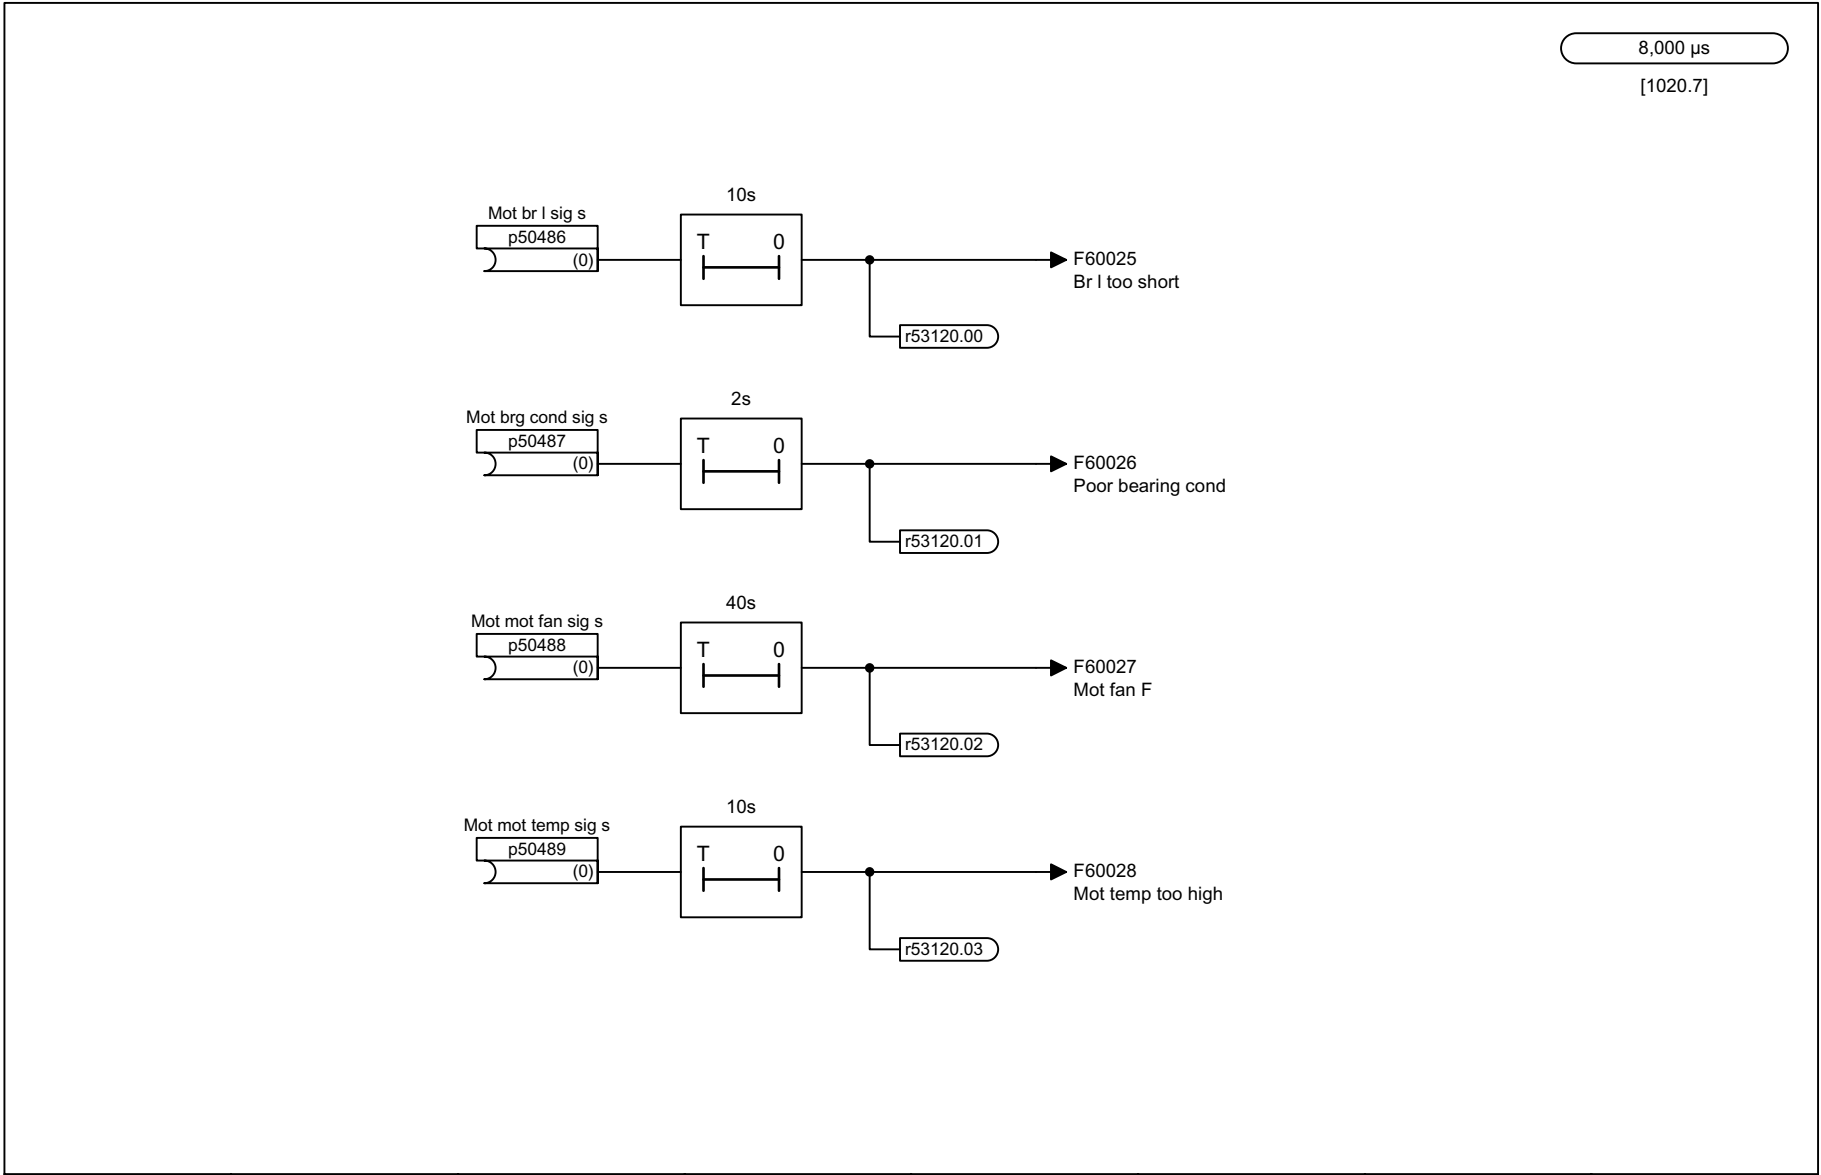 8,000 µs
[1020.7]
10s
Mot br l sig s
p50486
(0)
T 0
F60025
Br l too short
r53120.00
2s
Mot brg cond sig s
p50487
(0)
T 0
F60026
Poor bearing cond
r53120.01
40s
Mot mot fan sig s
p50488
(0)
T 0
F60027
Mot fan F
r53120.02
10s
Mot mot temp sig s
p50489
(0)
T 0
F60028
Mot temp too high
r53120.03